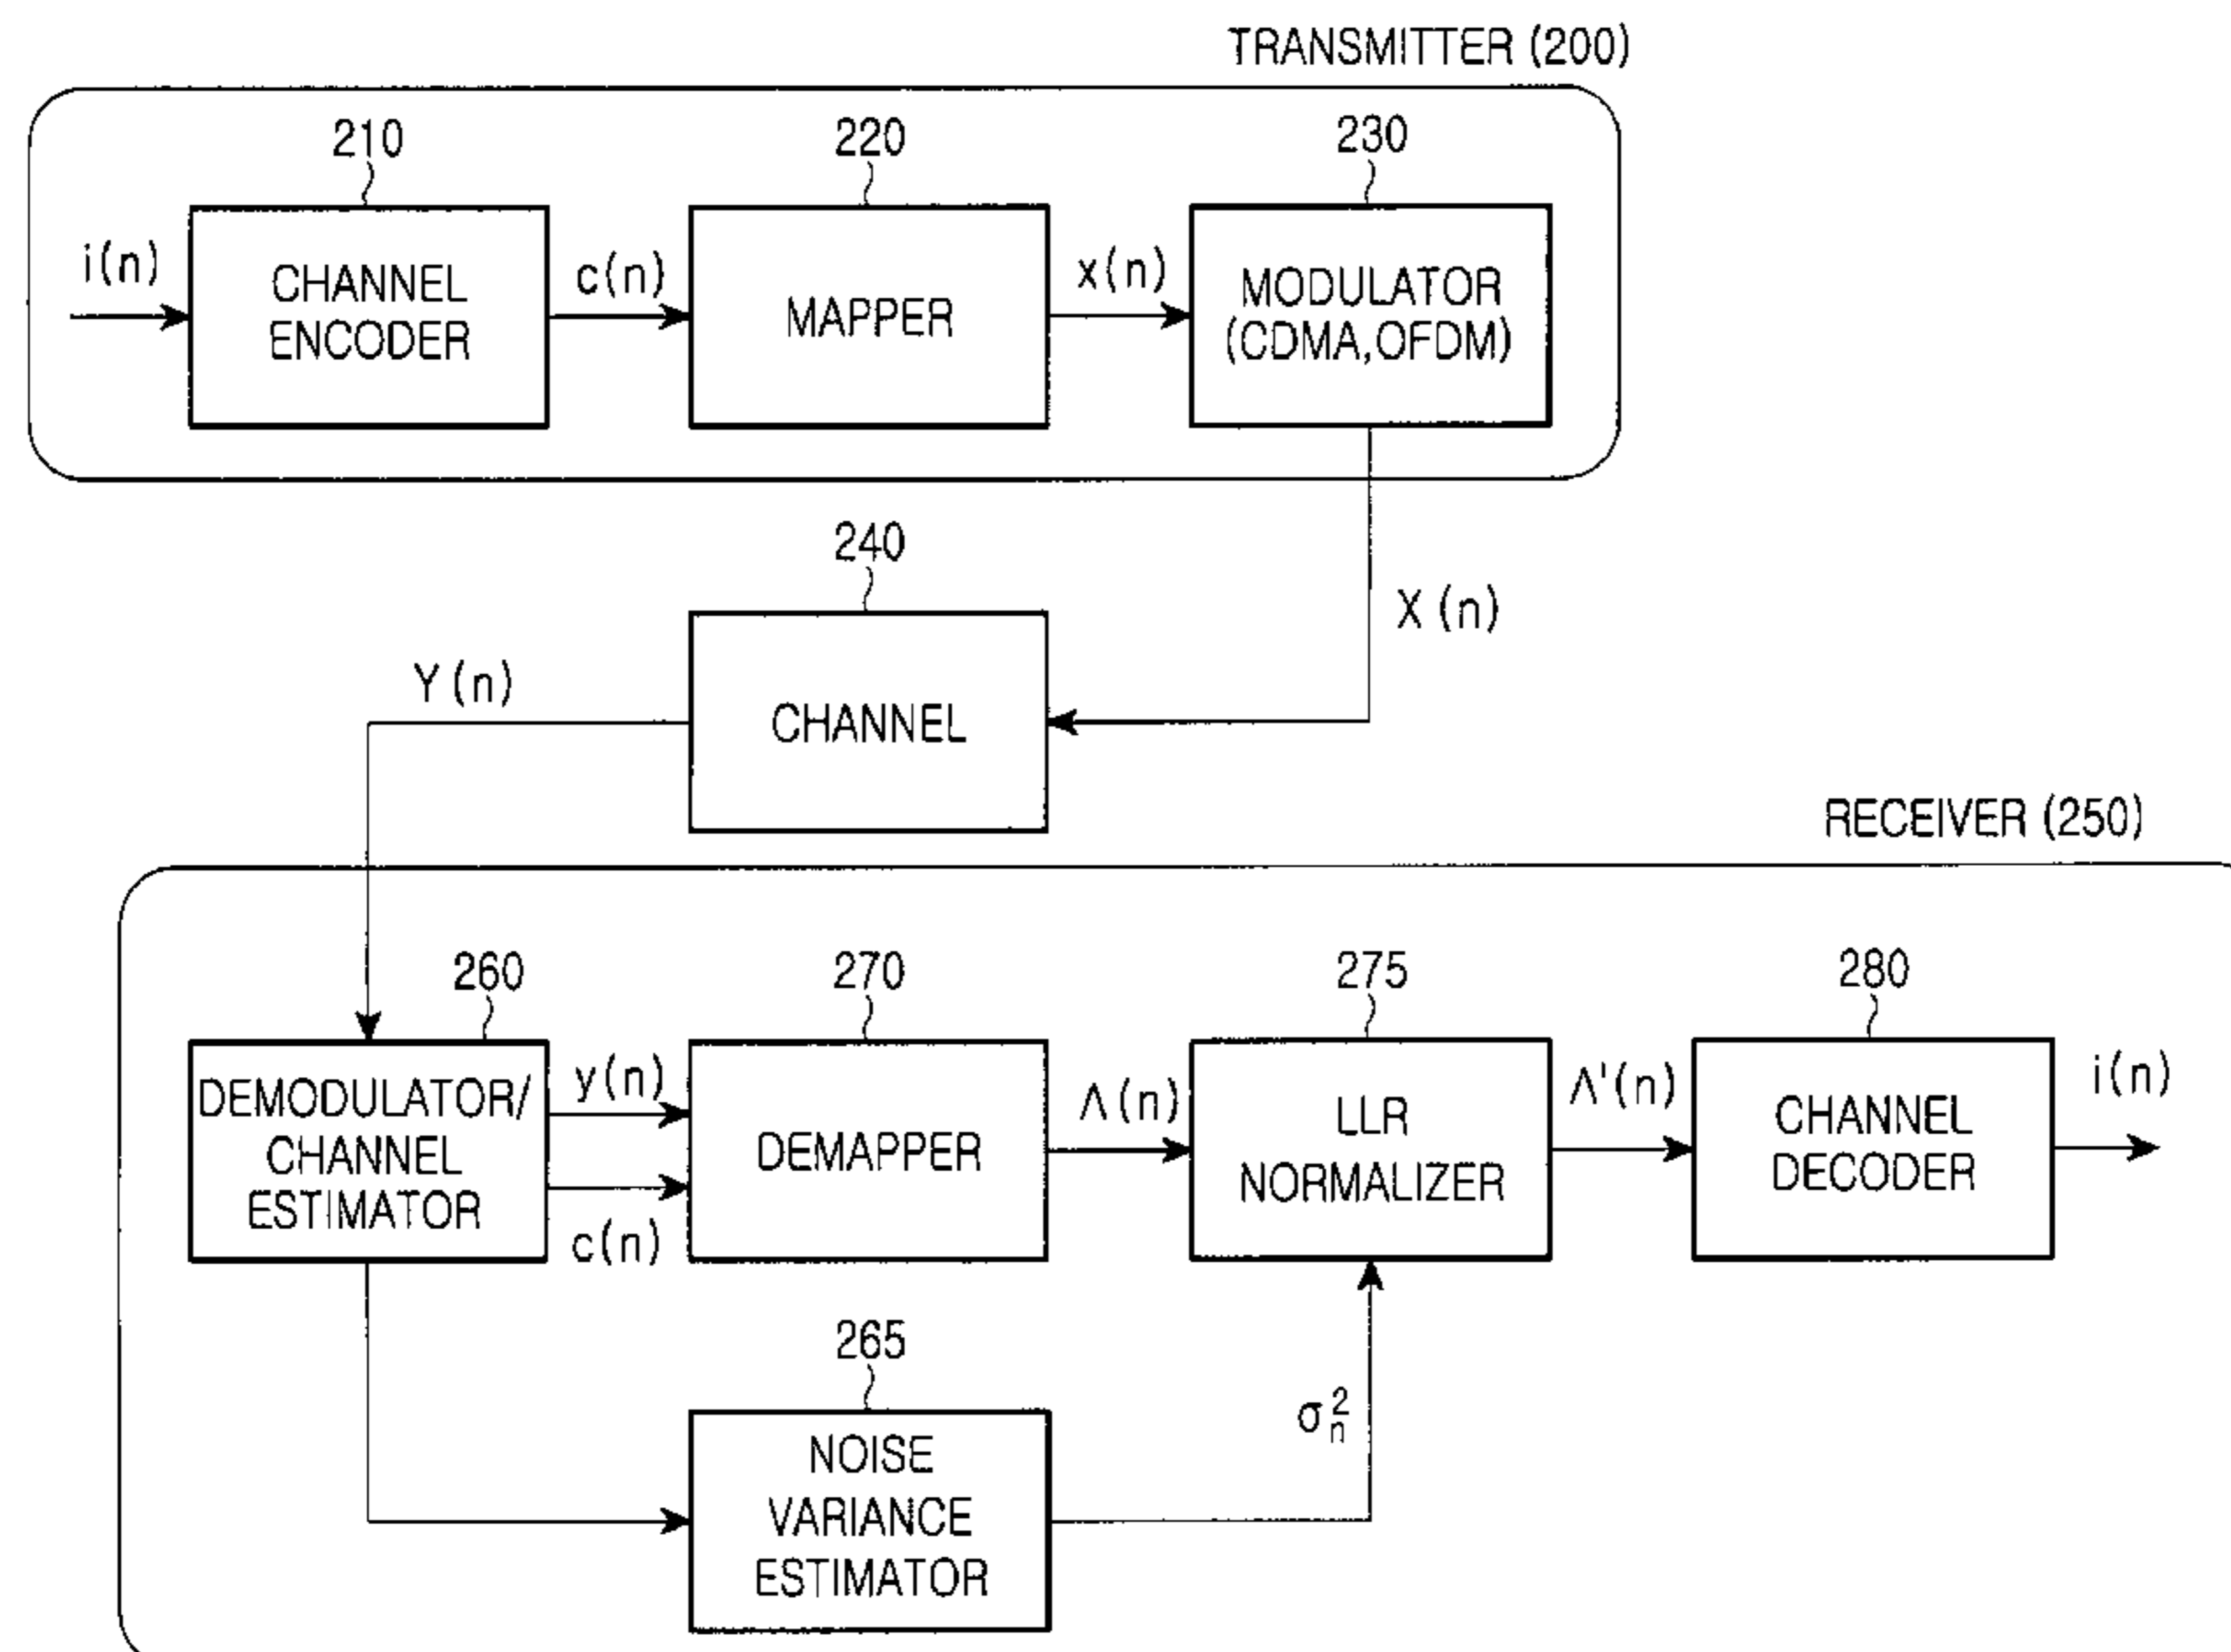 TRANSMITTER (200)
210
220
230
i(n)
CHANNEL
ENCODER
c(n)
MAPPER
x(n)
MODULATOR
(CDMA,OFDM)
240
X(n)
Y(n)
CHANNEL
RECEIVER (250)
260
270
275
280
DEMODULATOR/
CHANNEL
ESTIMATOR
y(n)
c(n)
DEMAPPER
Λ(n)
LLR
NORMALIZER
Λ'(n)
CHANNEL
DECODER
i(n)
265
NOISE
VARIANCE
ESTIMATOR
σ²ₙ